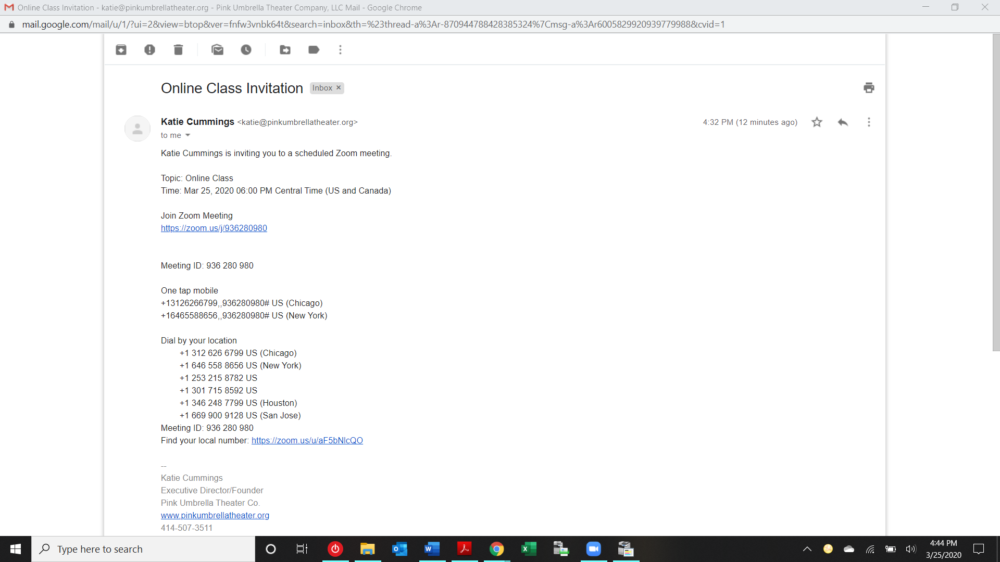 Online Class Invitation - katie@pinkumbrellatheater.org - Pink Umbrella Theater Company, LLC Mail - Google Chrome
mail.google.com/mail/u/1/?ui=2&view=btop&ver=fnfw3vnbk64t&search=inbox&th=%23thread-a%3Ar-870944788428385324%7Cmsg-a%3Ar6005829920939779988&cvid=1
Online Class Invitation Inbox ×
Katie Cummings <katie@pinkumbrellatheater.org> 4:32 PM (12 minutes ago)
to me
Katie Cummings is inviting you to a scheduled Zoom meeting.
Topic: Online Class
Time: Mar 25, 2020 06:00 PM Central Time (US and Canada)
Join Zoom Meeting
https://zoom.us/j/936280980
Meeting ID: 936 280 980
One tap mobile
+13126266799,,936280980# US (Chicago)
+16465588656,,936280980# US (New York)
Dial by your location
+1 312 626 6799 US (Chicago)
+1 646 558 8656 US (New York)
+1 253 215 8782 US
+1 301 715 8592 US
+1 346 248 7799 US (Houston)
+1 669 900 9128 US (San Jose)
Meeting ID: 936 280 980
Find your local number: https://zoom.us/u/aF5bNlcQO
--
Katie Cummings
Executive Director/Founder
Pink Umbrella Theater Co.
www.pinkumbrellatheater.org
414-507-3511
Type here to search
4:44 PM
3/25/2020